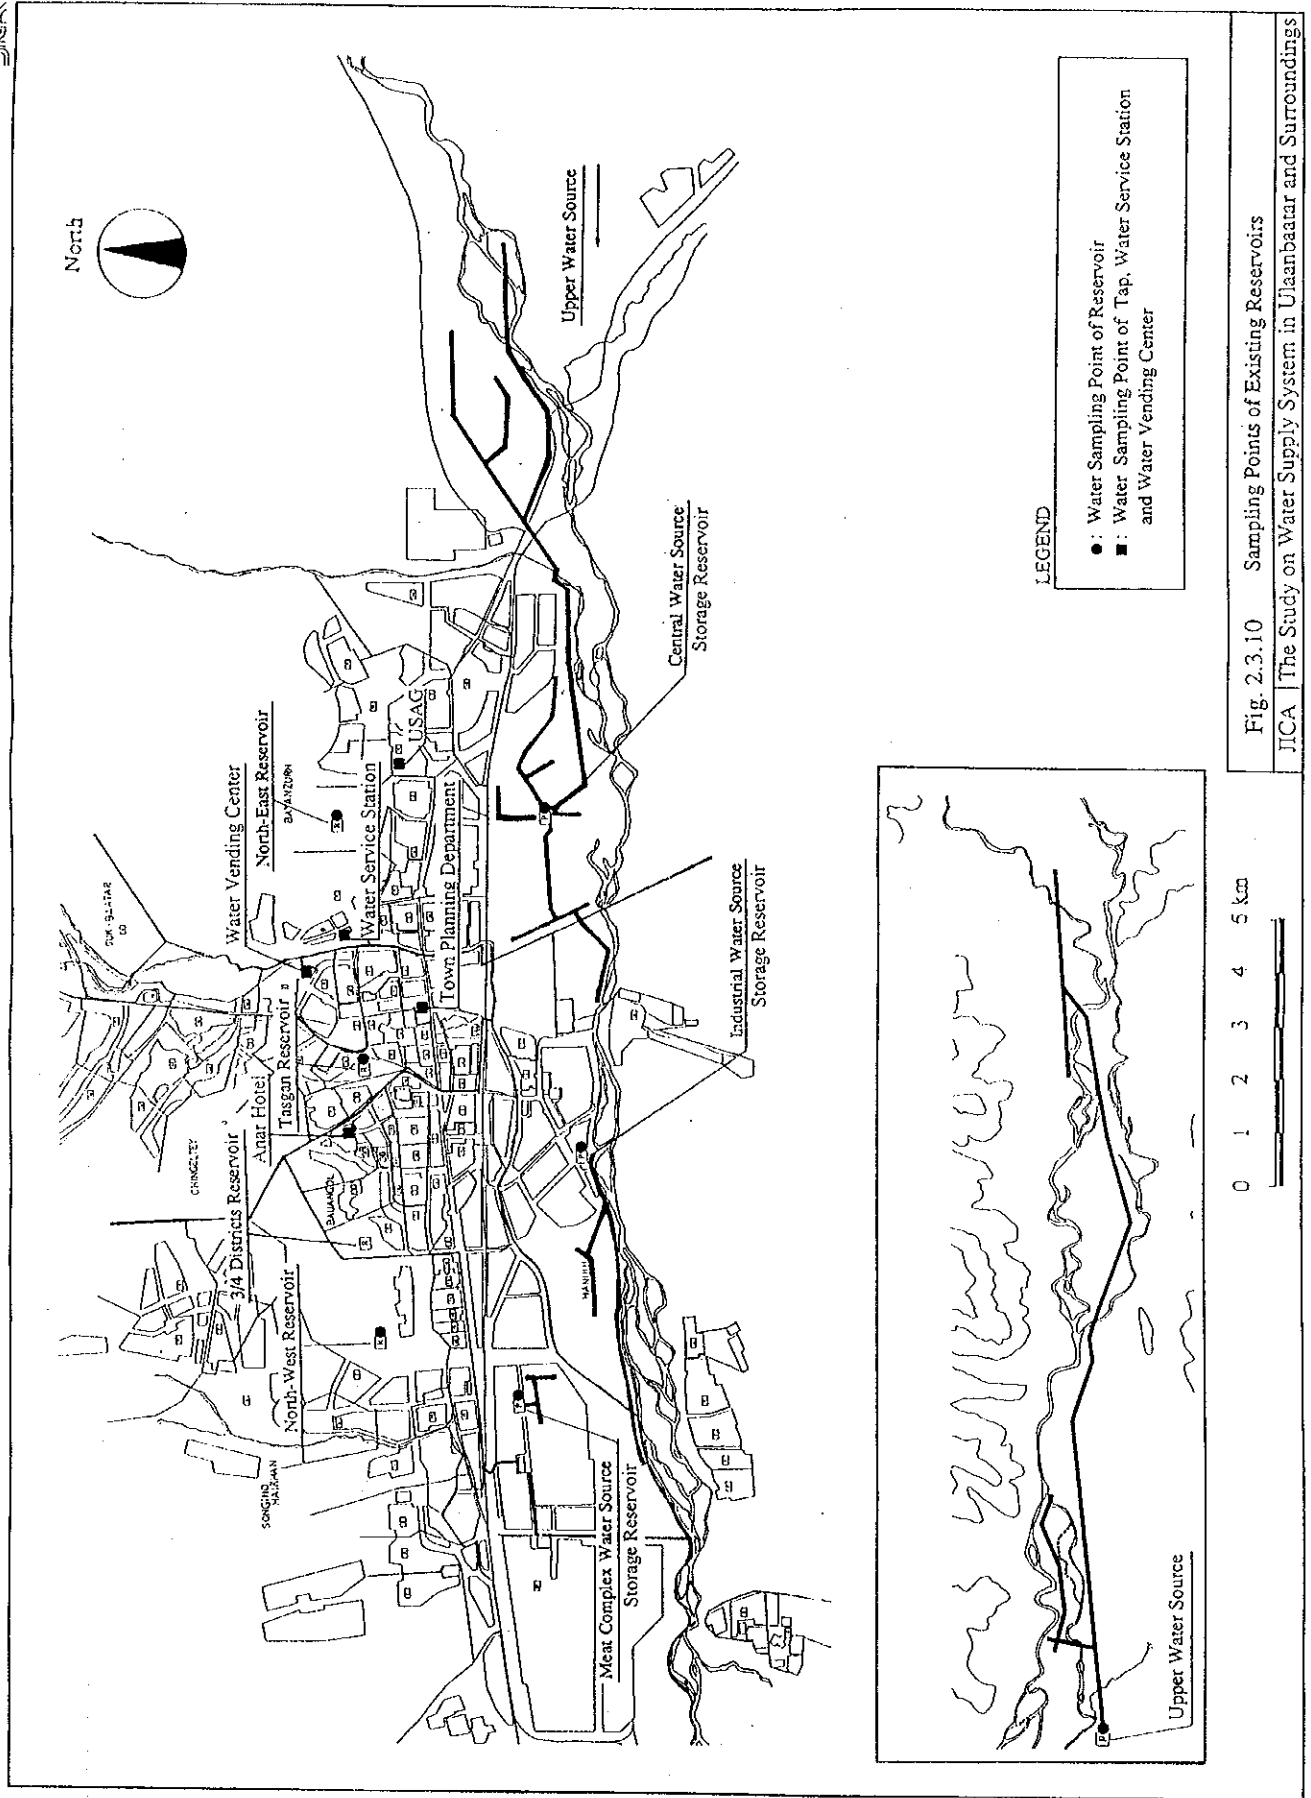 North
Upper Water Source
Water Vending Center
North-East Reservoir
BAYANZURH
Water Service Station
USAG
Town Planning Department
Tasgan Reservoir
Anar Hotel
CHINGELTEY
3/4 Districts Reservoir
BAUANGOL
North-West Reservoir
Central Water Source
Storage Reservoir
Industrial Water Source
Storage Reservoir
Meat Complex Water Source
Storage Reservoir
LEGEND
●: Water Sampling Point of Reservoir
■: Water Sampling Point of Tap, Water Service Station
and Water Vending Center
Upper Water Source
0 1 2 3 4 5 km
Fig. 2.3.10 Sampling Points of Existing Reservoirs
JICA The Study on Water Supply System in Ulaanbaatar and Surroundings